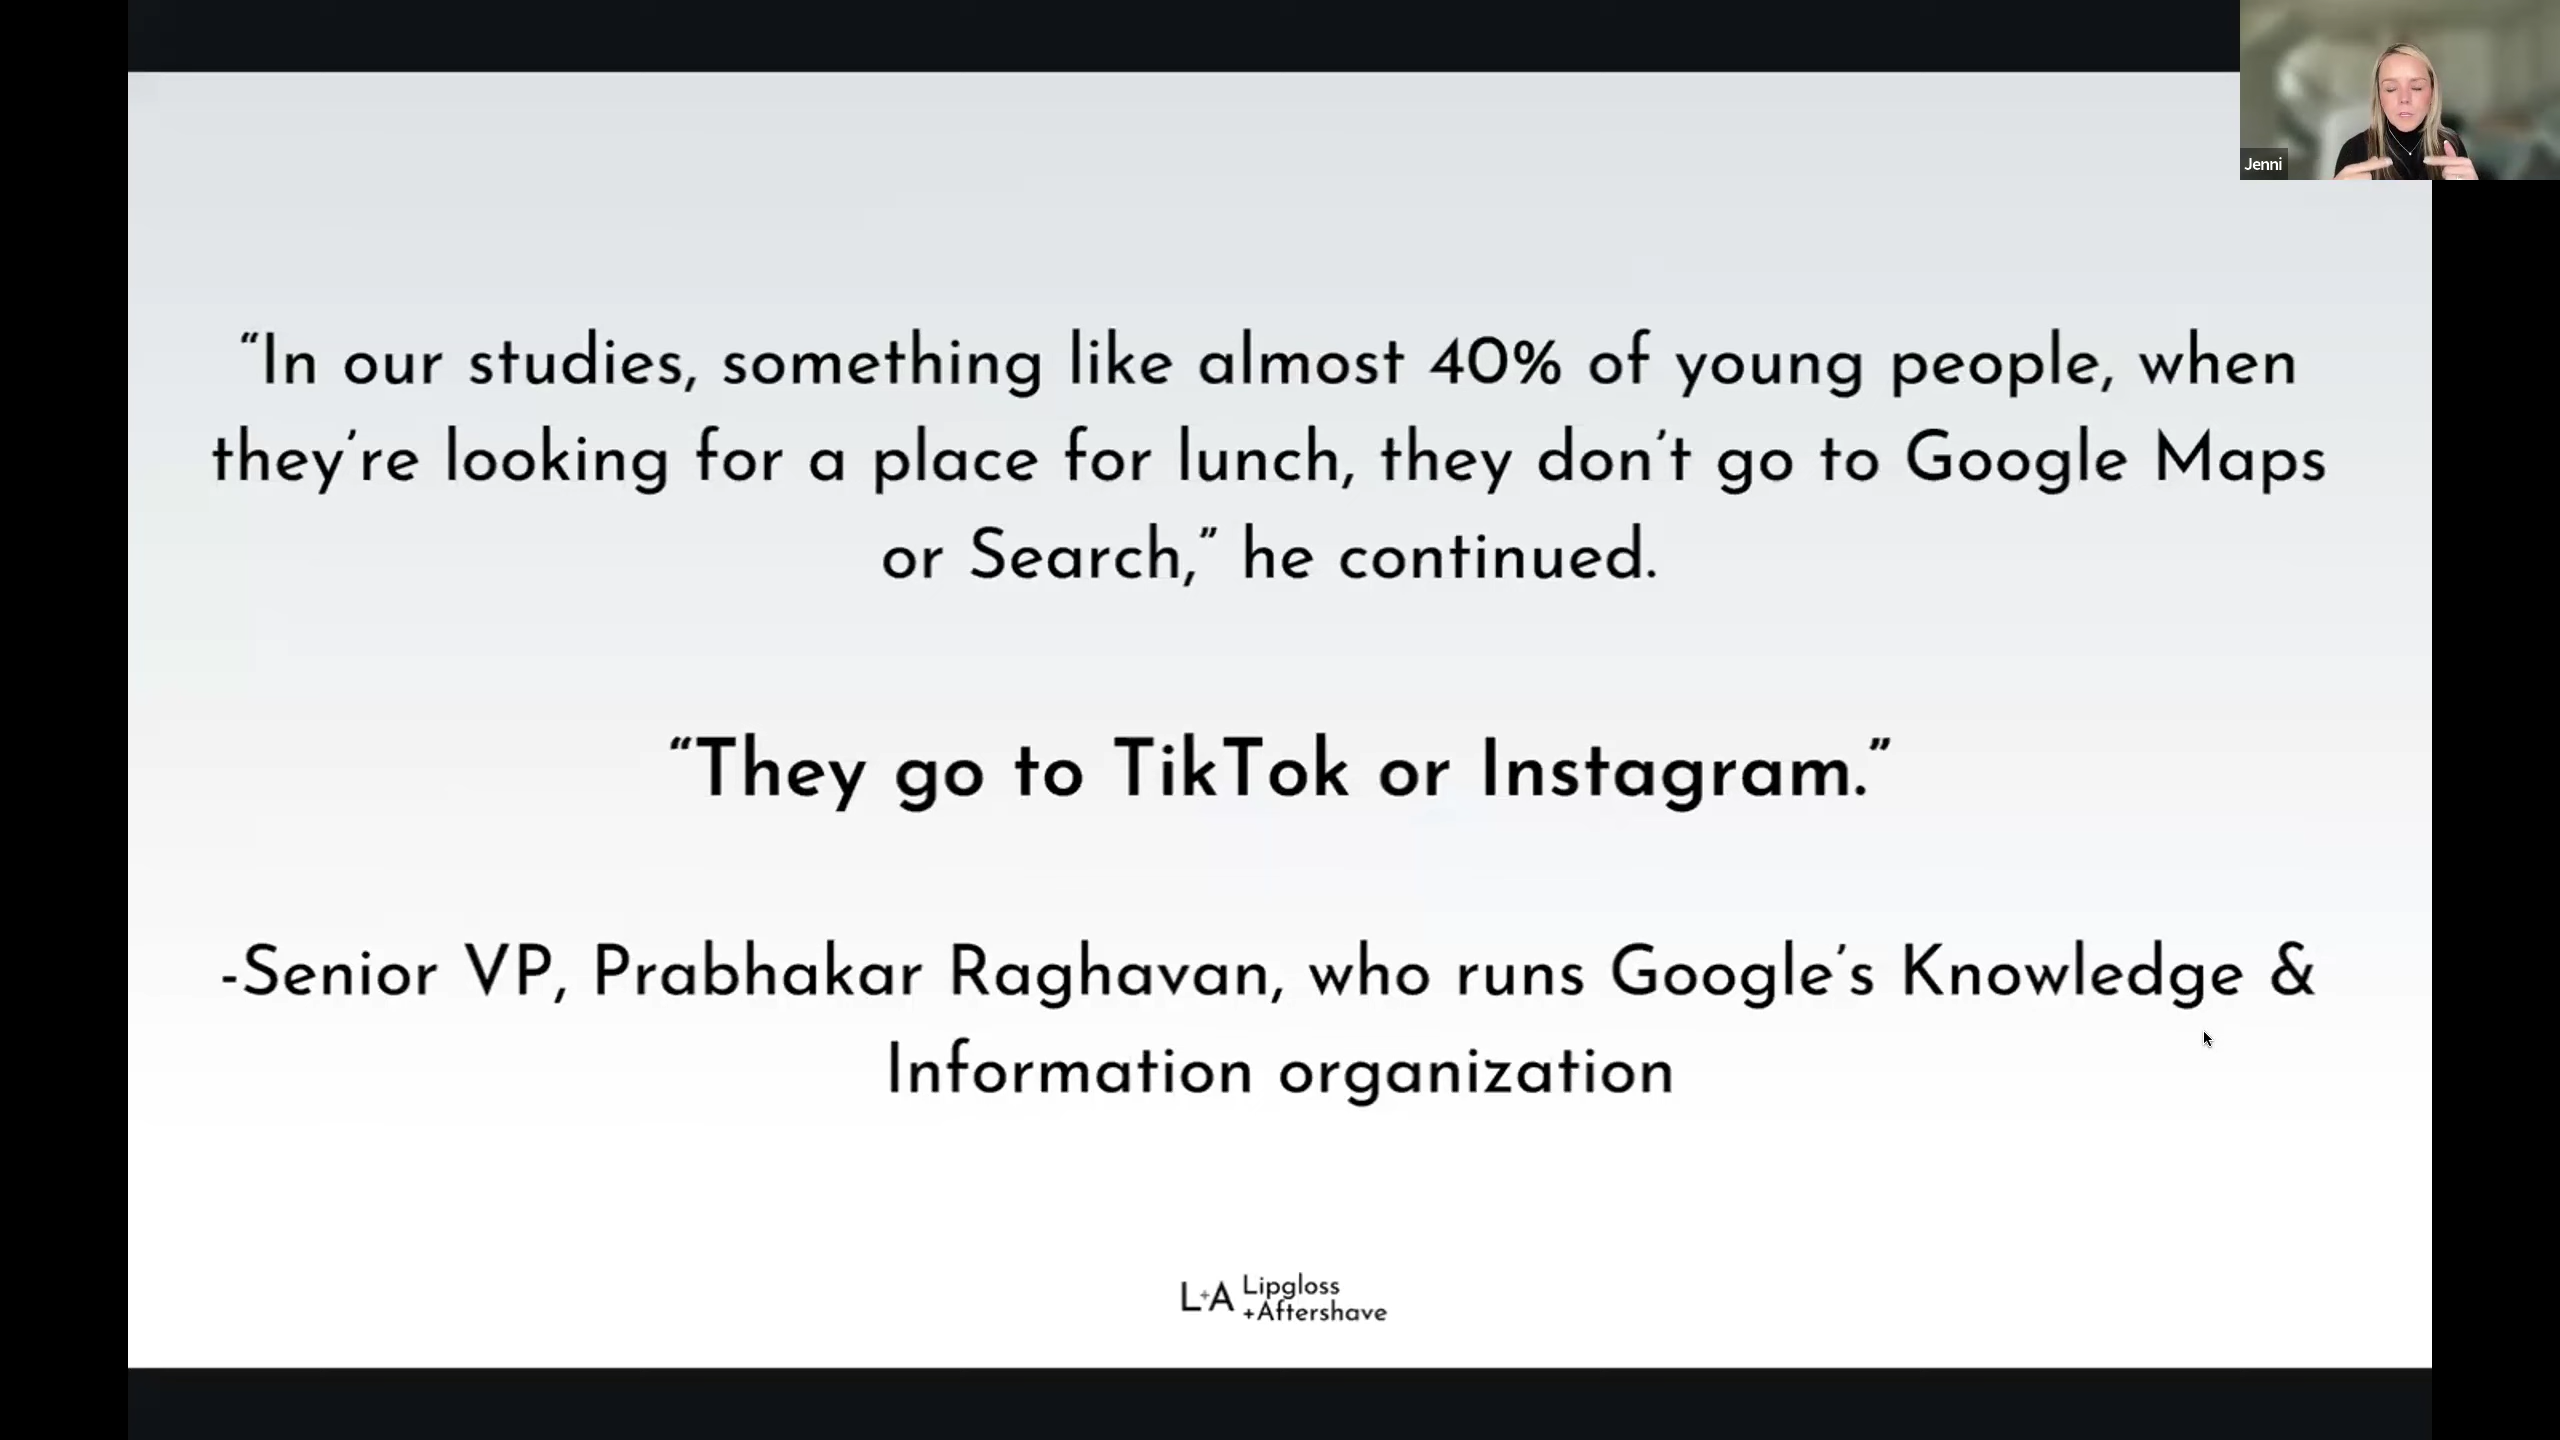 Jenni
“In our studies, something like almost 40% of young people, when
they’re looking for a place for lunch, they don’t go to Google Maps
or Search,” he continued.
“They go to TikTok or Instagram.”
-Senior VP, Prabhakar Raghavan, who runs Google’s Knowledge &
Information organization
L+A Lipgloss
+Aftershave